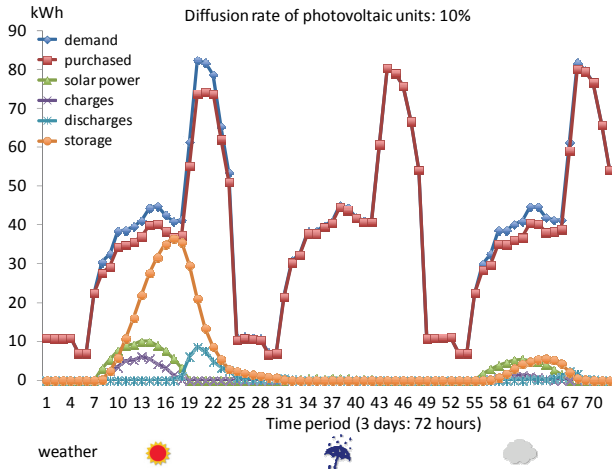 kWh
Diffusion rate of photovoltaic units: 10%
90
80
70
60
50
40
30
20
10
0
demand
purchased
solar power
charges
discharges
storage
1 4 7 10 13 16 19 22 25 28 31 34 37 40 43 46 49 52 55 58 61 64 67 70
Time period (3 days: 72 hours)
weather